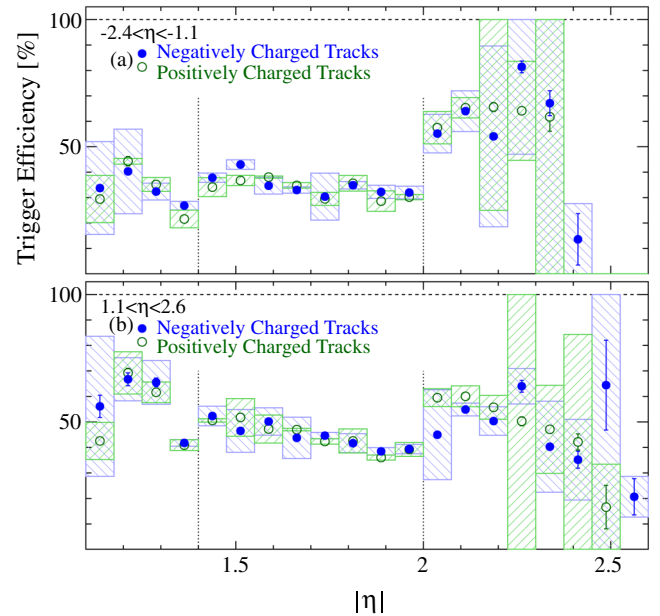 Trigger Efficiency [%]
100
-2.4<η<-1.1
(a)
Negatively Charged Tracks
Positively Charged Tracks
50
100
1.1<η<2.6
(b)
Negatively Charged Tracks
Positively Charged Tracks
50
1.5
2
2.5
|η|